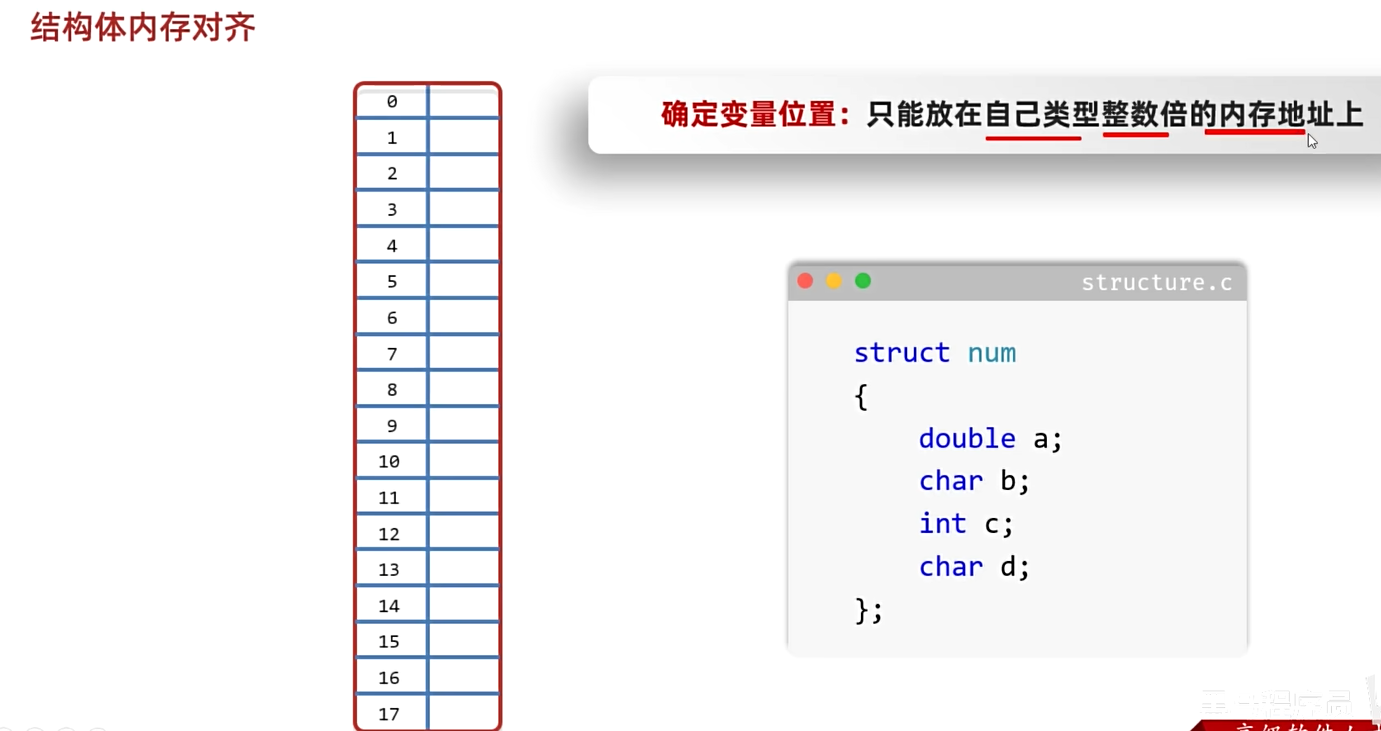 结构体内存对齐
确定变量位置：只能放在自己类型整数倍的内存地址上
0
1
2
3
4
5
6
7
8
9
10
11
12
13
14
15
16
17
structure.c
struct num
{
double a;
char b;
int c;
char d;
};